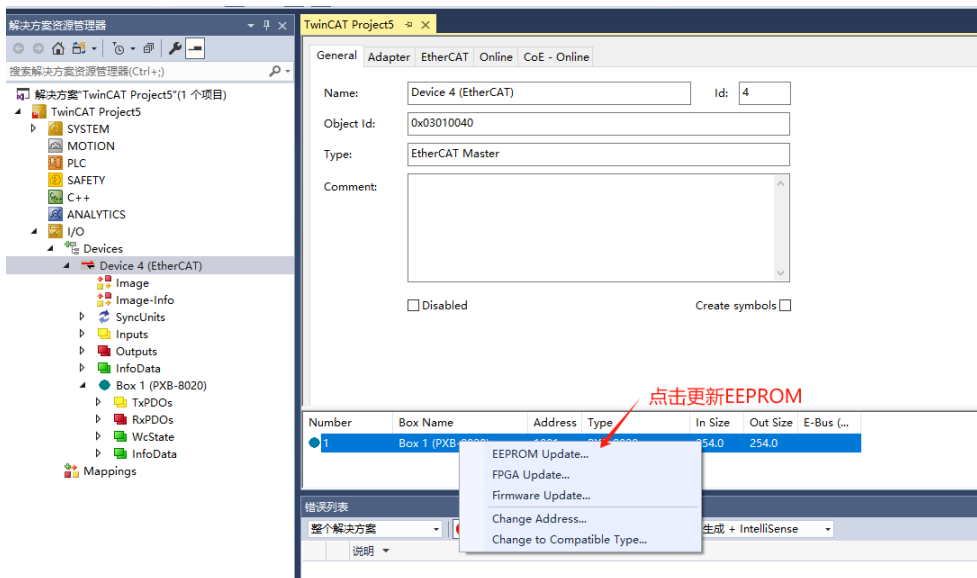 解决方案资源管理器
搜索解决方案资源管理器(Ctrl+;)
解决方案"TwinCAT Project5"(1 个项目)
TwinCAT Project5
SYSTEM
MOTION
PLC
SAFETY
C++
ANALYTICS
I/O
Devices
Device 4 (EtherCAT)
Image
Image-Info
SyncUnits
Inputs
Outputs
InfoData
Box 1 (PXB-8020)
TxPDOs
RxPDOs
WcState
InfoData
Mappings
TwinCAT Project5
General Adapter EtherCAT Online CoE - Online
Name: Device 4 (EtherCAT) Id: 4
Object Id: 0x03010040
Type: EtherCAT Master
Comment:
Disabled Create symbols
点击更新EEPROM
Number Box Name Address Type In Size Out Size E-Bus (...
1 Box 1 (PXB-8020) 254.0 254.0
EEPROM Update...
FPGA Update...
Firmware Update...
Change Address...
Change to Compatible Type...
错误列表
整个解决方案 生成 + IntelliSense
说明